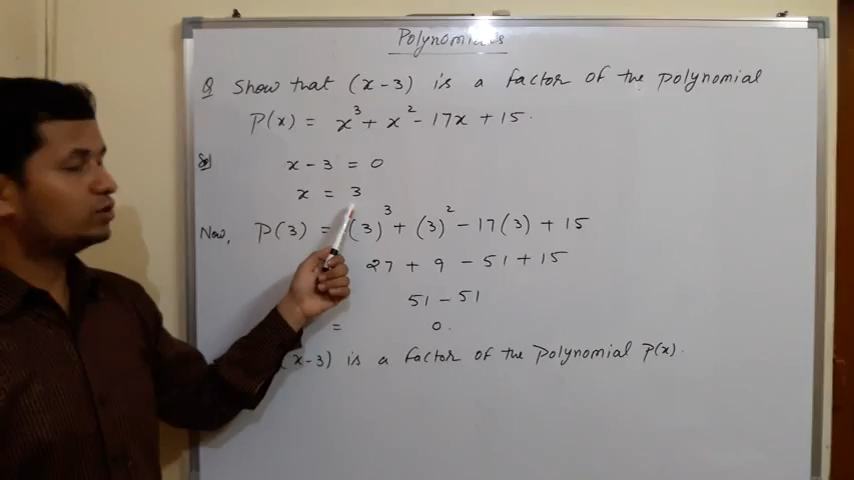 Polynomials
Q Show that (x-3) is a factor of the polynomial
P(x) = x³ + x² - 17x + 15.
Sol x - 3 = 0
x = 3
Now, P(3) = (3)³ + (3)² - 17(3) + 15
27 + 9 - 51 + 15
51 - 51
= 0.
(x-3) is a factor of the polynomial P(x).